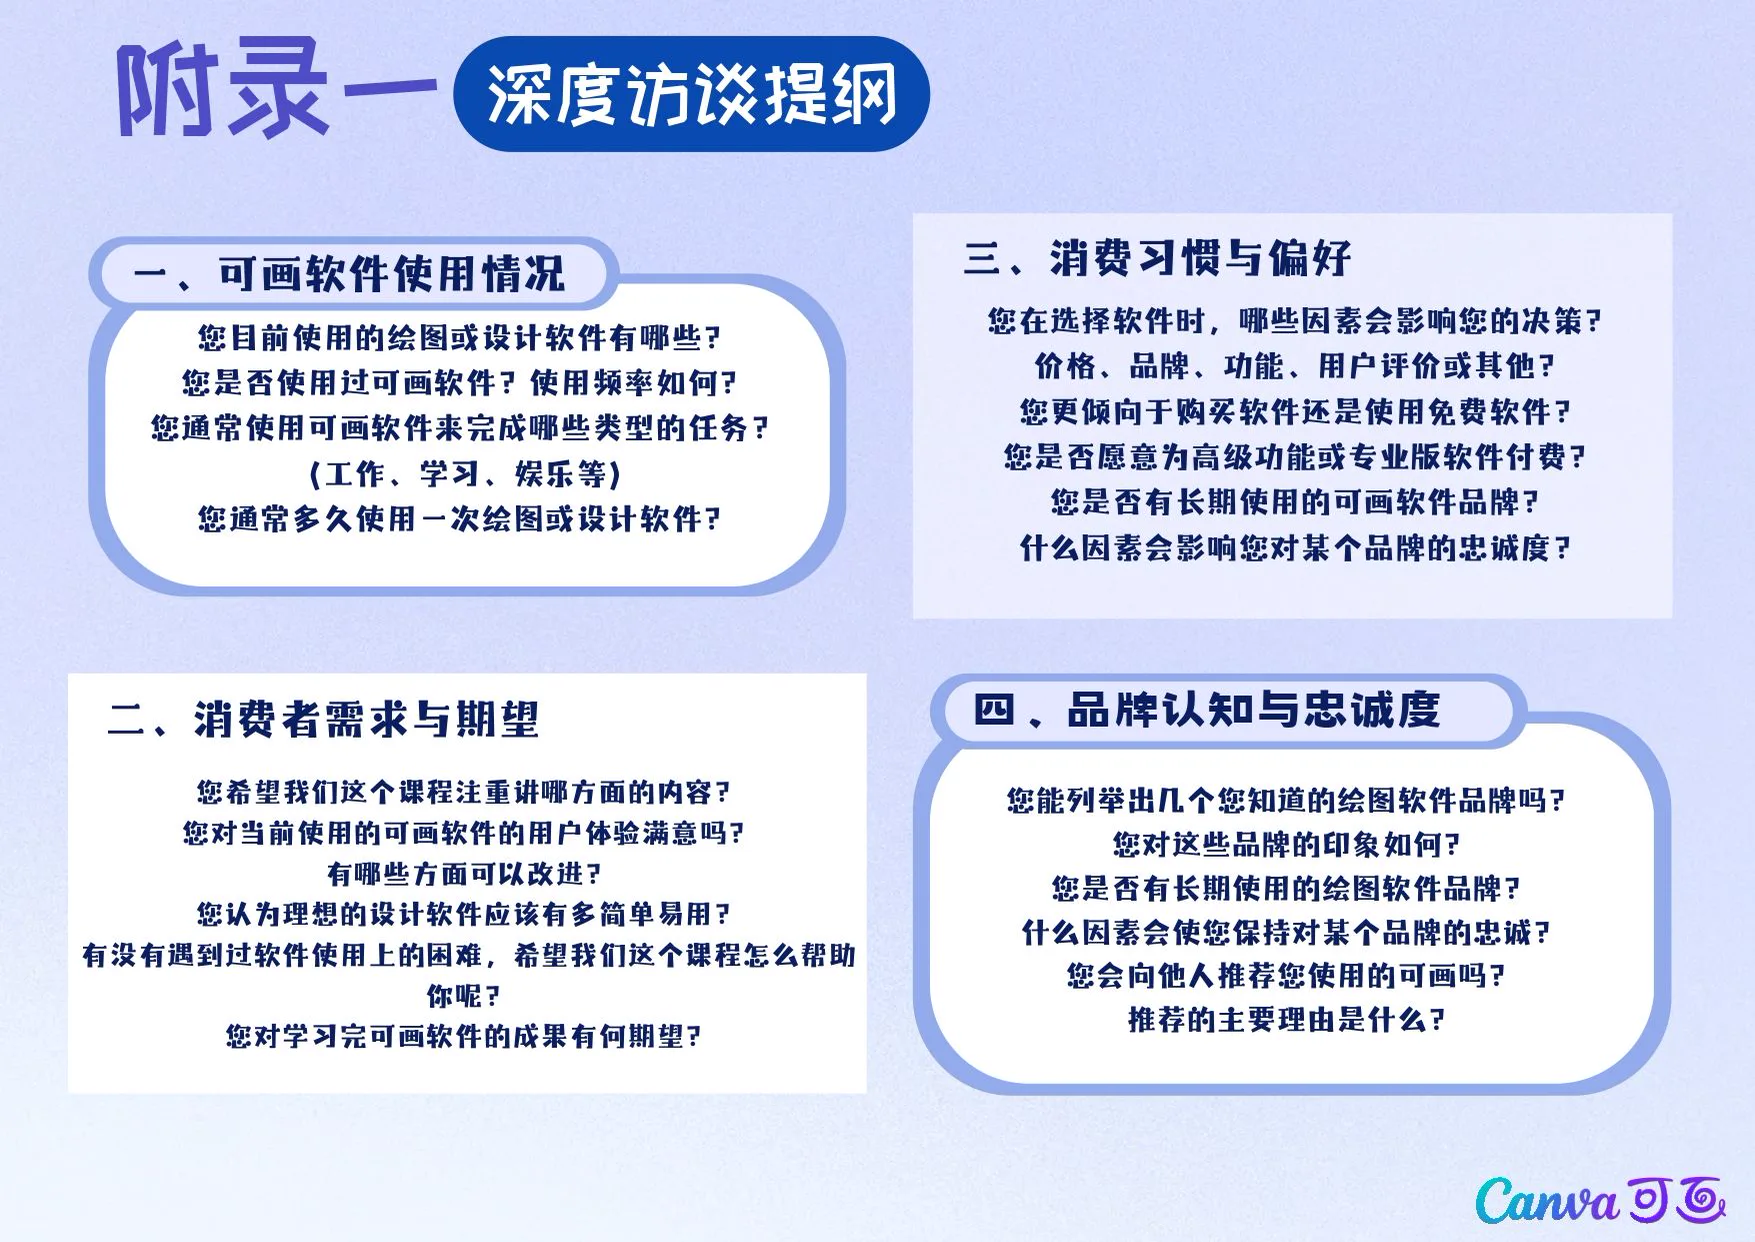 附录一 深度访谈提纲
一、可画软件使用情况
您目前使用的绘图或设计软件有哪些？
您是否使用过可画软件？使用频率如何？
您通常使用可画软件来完成哪些类型的任务？
（工作、学习、娱乐等）
您通常多久使用一次绘图或设计软件？
二、消费者需求与期望
您希望我们这个课程注重讲哪方面的内容？
您对当前使用的可画软件的用户体验满意吗？
有哪些方面可以改进？
您认为理想的设计软件应该有多简单易用？
有没有遇到过软件使用上的困难，希望我们这个课程怎么帮助
你呢？
您对学习完可画软件的成果有何期望？
三、消费习惯与偏好
您在选择软件时，哪些因素会影响您的决策？
价格、品牌、功能、用户评价或其他？
您更倾向于购买软件还是使用免费软件？
您是否愿意为高级功能或专业版软件付费？
您是否有长期使用的可画软件品牌？
什么因素会影响您对某个品牌的忠诚度？
四、品牌认知与忠诚度
您能列举出几个您知道的绘图软件品牌吗？
您对这些品牌的印象如何？
您是否有长期使用的绘图软件品牌？
什么因素会使您保持对某个品牌的忠诚？
您会向他人推荐您使用的可画吗？
推荐的主要理由是什么？
Canva可画